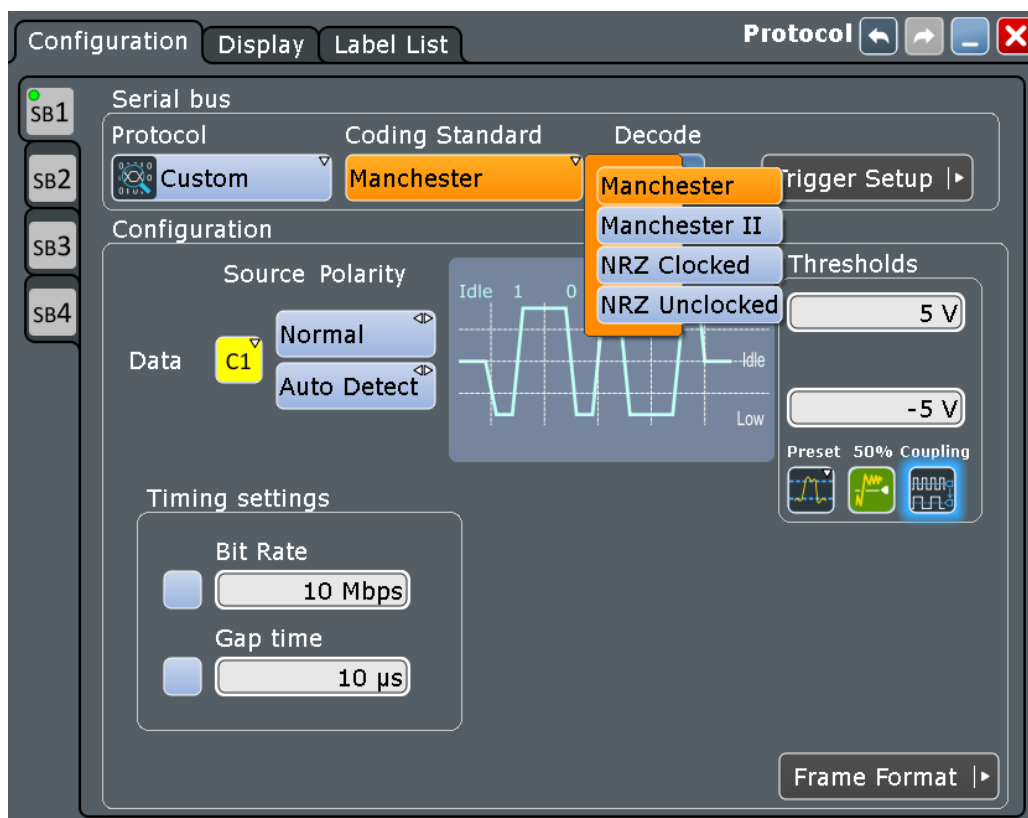 Configuration Display Label List Protocol
SB1
SB2
SB3
SB4
Serial bus
Protocol Coding Standard Decode
Custom Manchester Trigger Setup
Manchester
Manchester II
NRZ Clocked
NRZ Unclocked
Configuration
Source Polarity
Data C1 Normal
Auto Detect
Idle 1 0
Idle
Low
Thresholds
5 V
-5 V
Preset 50% Coupling
Timing settings
Bit Rate
10 Mbps
Gap time
10 µs
Frame Format